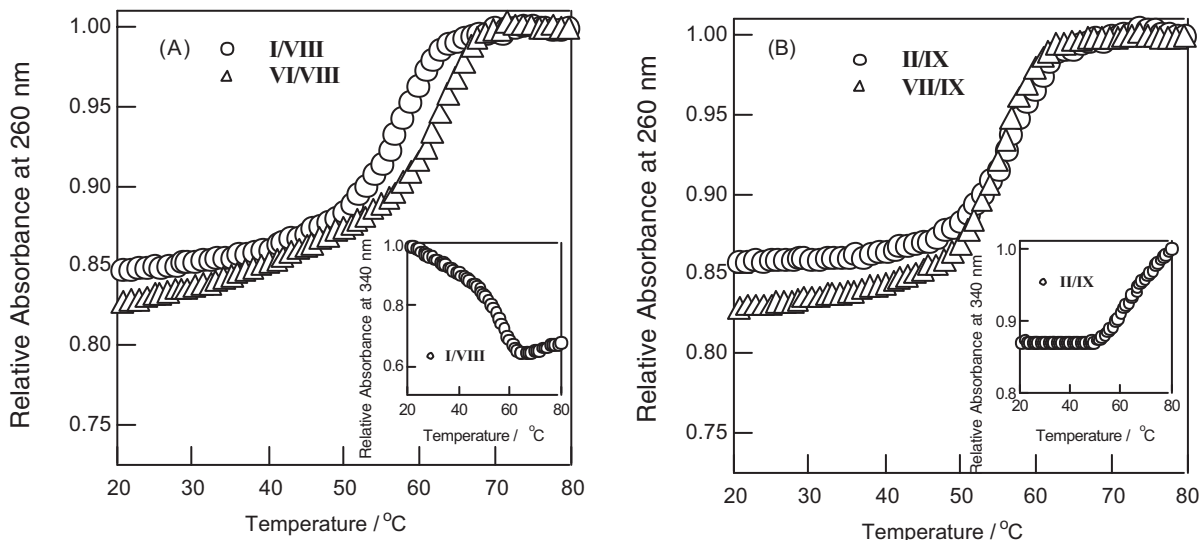 (A)
I/VIII
VI/VIII
Relative Absorbance at 260 nm
1.00
0.95
0.90
0.85
0.80
0.75
20 30 40 50 60 70 80
Temperature / °C
Relative Absorbance at 340 nm
1.0
0.8
0.6
I/VIII
20 40 60 80
Temperature / °C
(B)
II/IX
VII/IX
Relative Absorbance at 260 nm
1.00
0.95
0.90
0.85
0.80
0.75
20 30 40 50 60 70 80
Temperature / °C
Relative Absorbance at 340 nm
1.0
0.9
0.8
II/IX
20 40 60 80
Temperature / °C